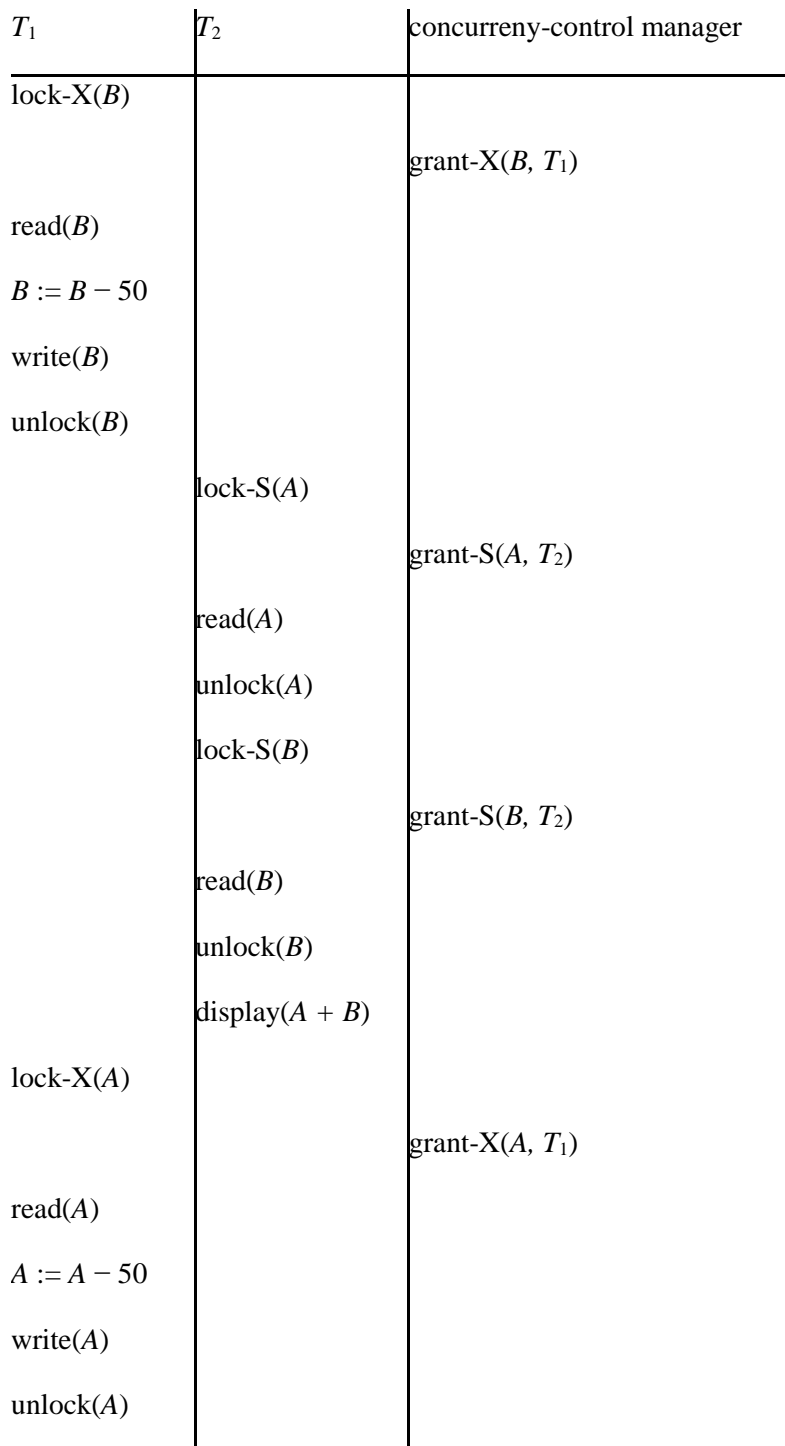 T1 T2 concurreny-control manager
lock-X(B)
grant-X(B, T1)
read(B)
B := B − 50
write(B)
unlock(B)
lock-S(A)
grant-S(A, T2)
read(A)
unlock(A)
lock-S(B)
grant-S(B, T2)
read(B)
unlock(B)
display(A + B)
lock-X(A)
grant-X(A, T1)
read(A)
A := A − 50
write(A)
unlock(A)